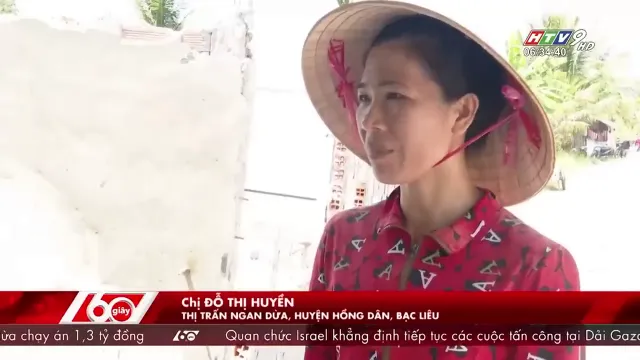 HTV9 HD
06:34:40
Chị ĐỖ THỊ HUYỀN
THỊ TRẤN NGAN DỪA, HUYỆN HỒNG DÂN, BẠC LIÊU
60 giây
ừa chạy án 1,3 tỷ đồng
Quan chức Israel khẳng định tiếp tục các cuộc tấn công tại Dải Gaz